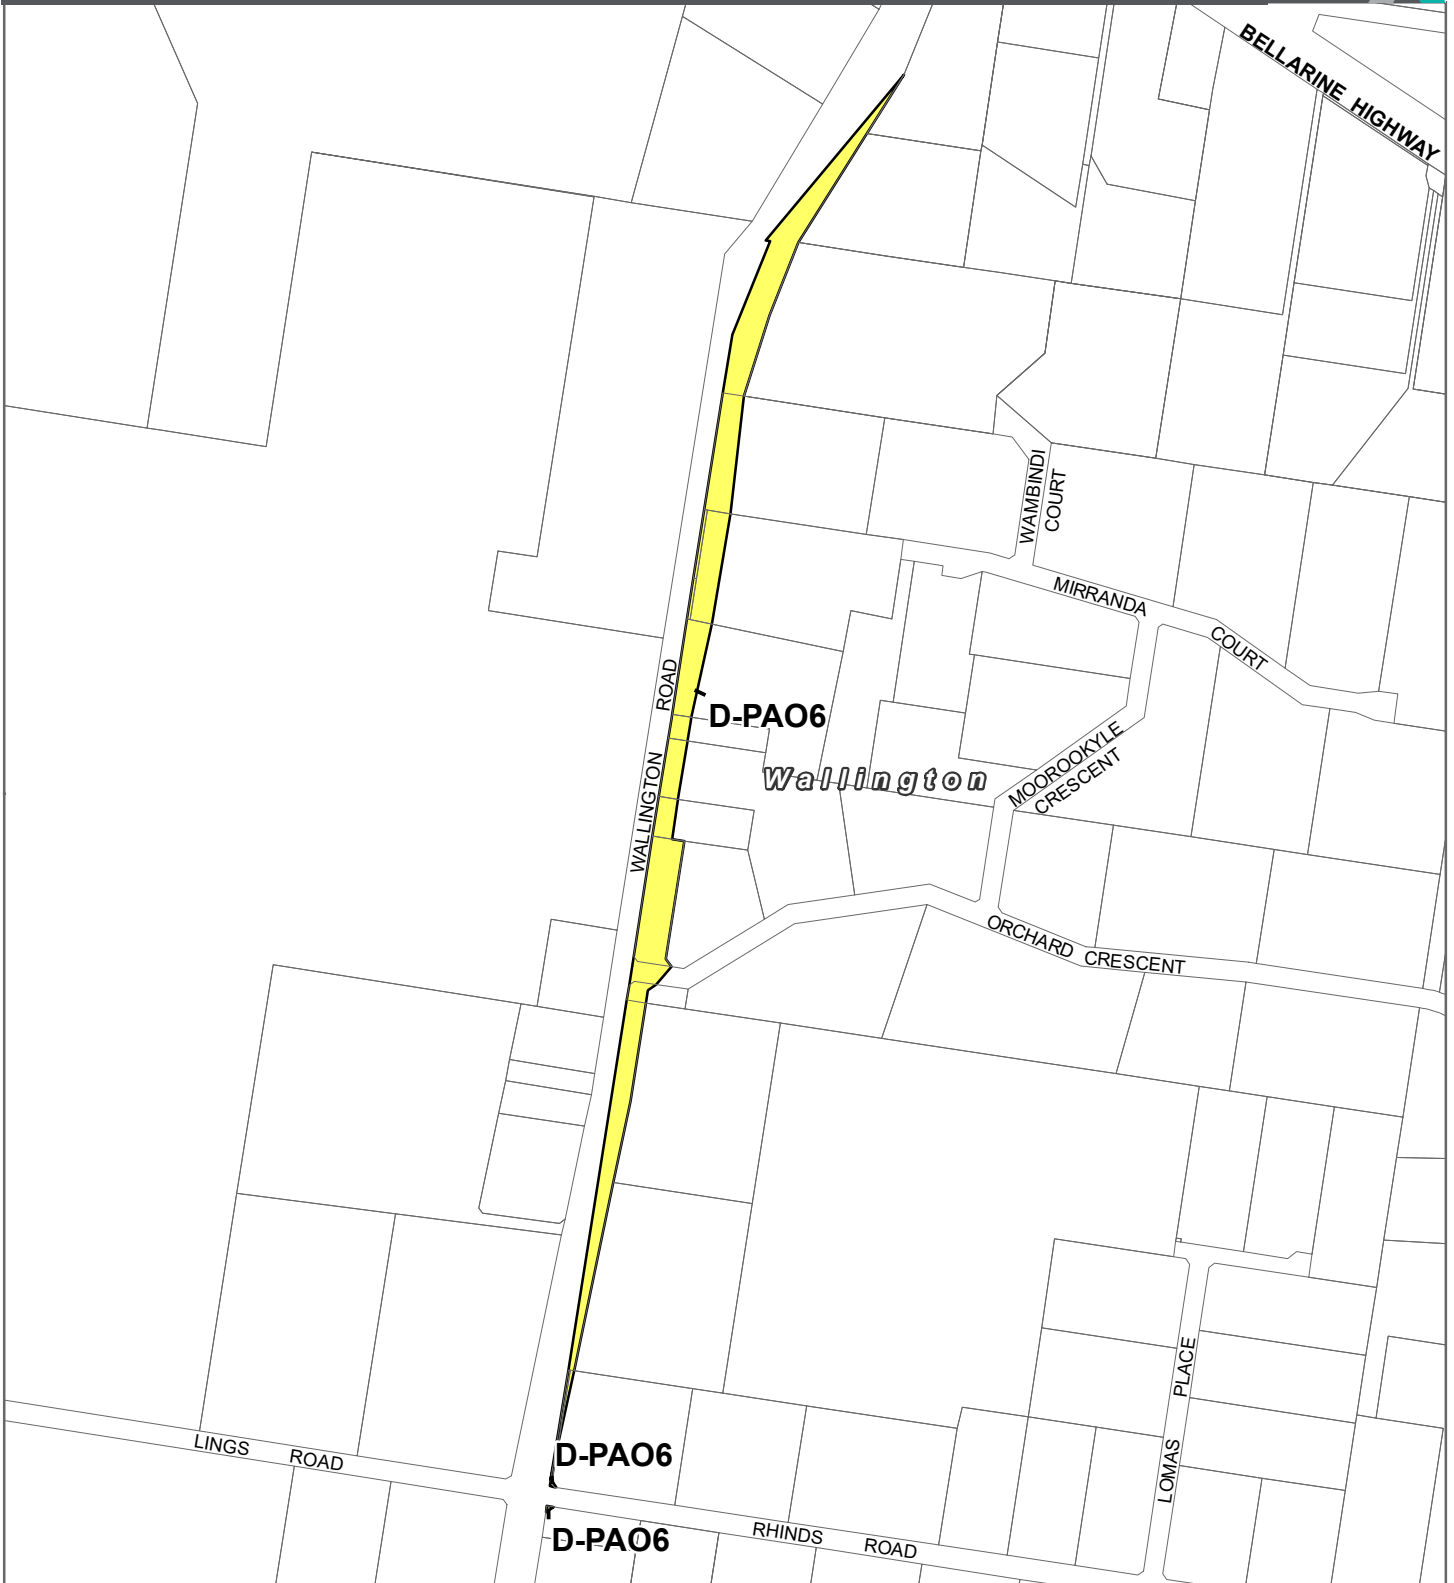 BELLARINE HIGHWAY
WAMBINDI
COURT
MIRRANDA
COURT
ROAD
D-PAO6
WALLINGTON
Wallington
MOOROOKYLE
CRESCENT
ORCHARD CRESCENT
PLACE
LOMAS
LINGS ROAD
D-PAO6
D-PAO6
RHINDS ROAD